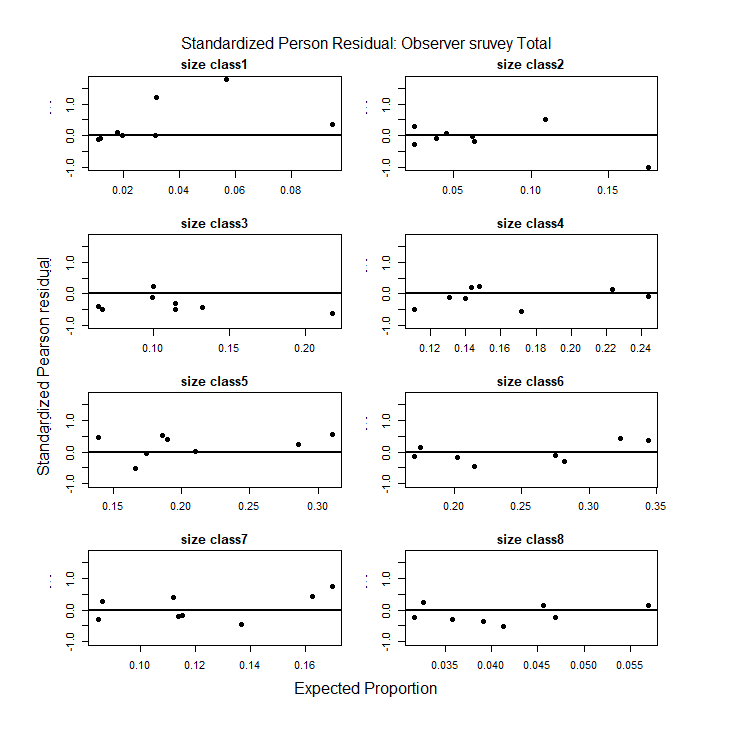 Standardized Person Residual: Observer sruvey Total
size class1
size class2
1.0
0.0
-1.0
0.02 0.04 0.06 0.08
1.0
0.0
-1.0
0.05 0.10 0.15
size class3
size class4
1.0
0.0
-1.0
0.10 0.15 0.20
1.0
0.0
-1.0
0.12 0.14 0.16 0.18 0.20 0.22 0.24
Standardized Pearson residual
size class5
size class6
1.0
0.0
-1.0
0.15 0.20 0.25 0.30
1.0
0.0
-1.0
0.20 0.25 0.30 0.35
size class7
size class8
1.0
0.0
-1.0
0.10 0.12 0.14 0.16
1.0
0.0
-1.0
0.035 0.040 0.045 0.050 0.055
Expected Proportion